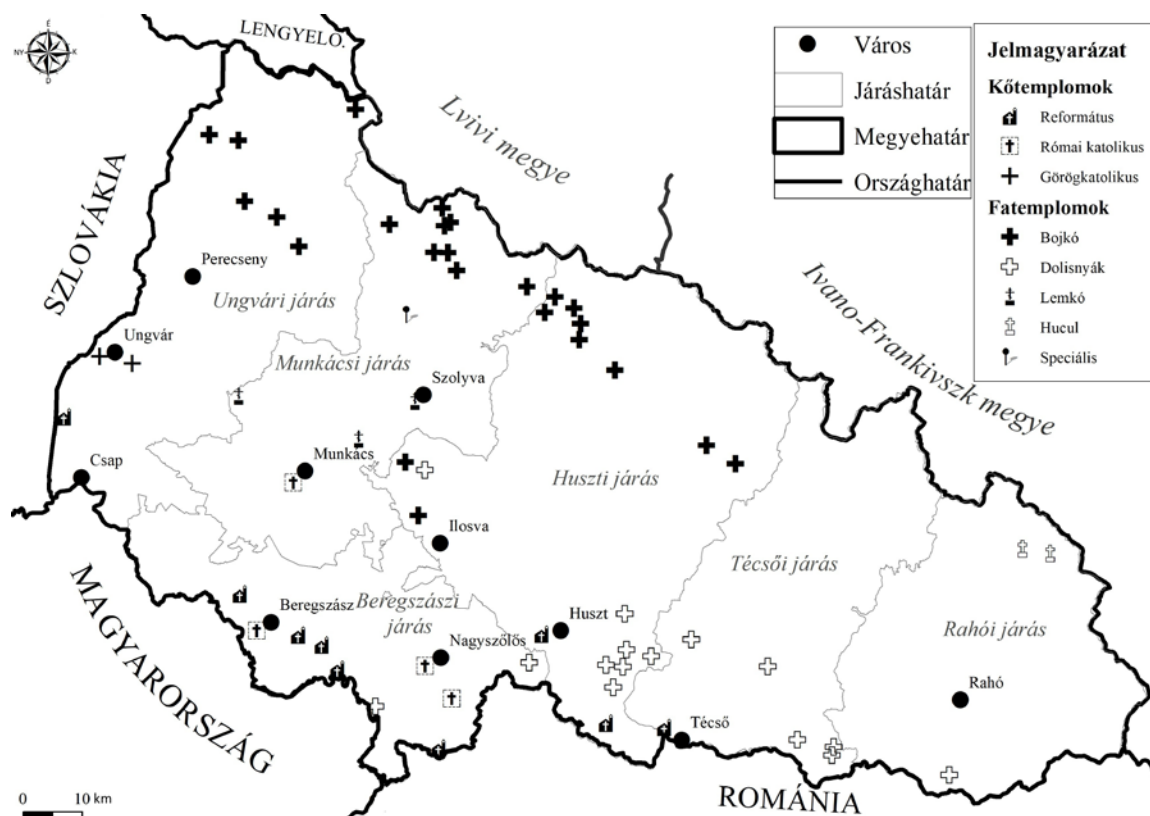 É
NY
K
D
LENGYELO.
Lvivi megye
SZLOVÁKIA
Perecseny
Ungvári járás
Ungvár
Munkácsi járás
Szolyva
Ivano-Frankivszk megye
Csap
Munkács
Huszti járás
Ilosva
Técsői járás
MAGYARORSZÁG
Beregszász
Beregszászi
járás
Nagyszőlős
Huszt
Rahói járás
Rahó
Técső
ROMÁNIA
0 10 km
Város
Járáshatár
Megyehatár
Országhatár
Jelmagyarázat
Kőtemplomok
Református
Római katolikus
Görögkatolikus
Fatemplomok
Bojkó
Dolisnyák
Lemkó
Hucul
Speciális